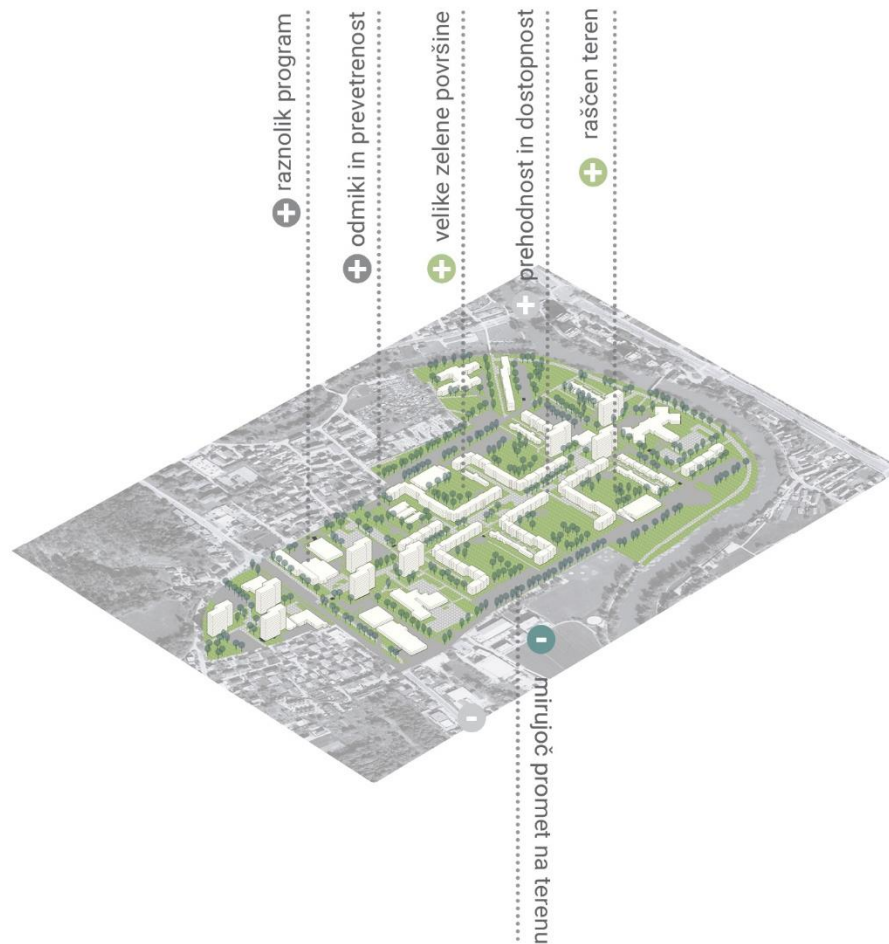 raznolik program
odmiki in prevetrenost
velike zelene površine
prehodnost in dostopnost
raščen teren
mirujoč promet na terenu